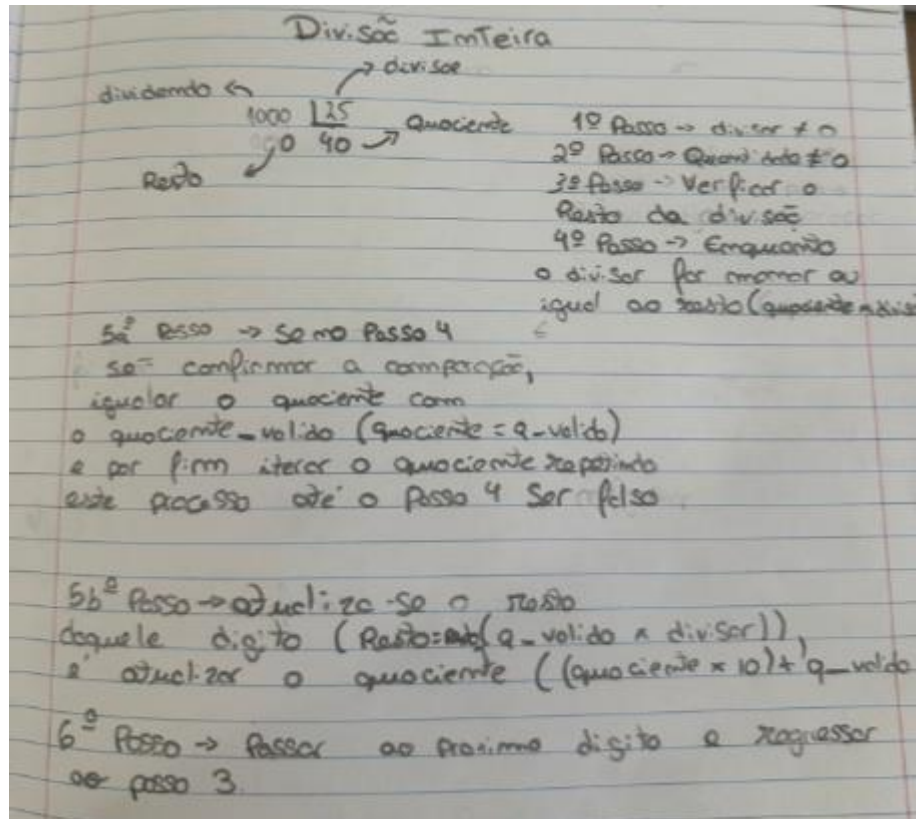 Divisão Inteira
divisor
dividendo
1000 25
0 40 Quociente
Resto
1º Passo -> divisor ≠ 0
2º Passo -> ≠ 0
3º Passo -> Verificar o
Resto da divisão
4º Passo -> Enquanto
o divisor for menor ou
igual ao resto (quociente x divis
5aº Passo -> Se no Passo 4
se confirmar a comparação,
igualar o quociente com
o quociente_valido (quociente = q_valido)
e por fim iterar o quociente repetindo
este processo até o Passo 4 Ser falso
5bº Passo -> atualiza-se o resto
daquele digito (Resto = (q_valido x divisor)),
e atualizar o quociente ((quociente x 10) + q_valido
6º Passo -> Passar ao proximo digito e regressar
ao passo 3